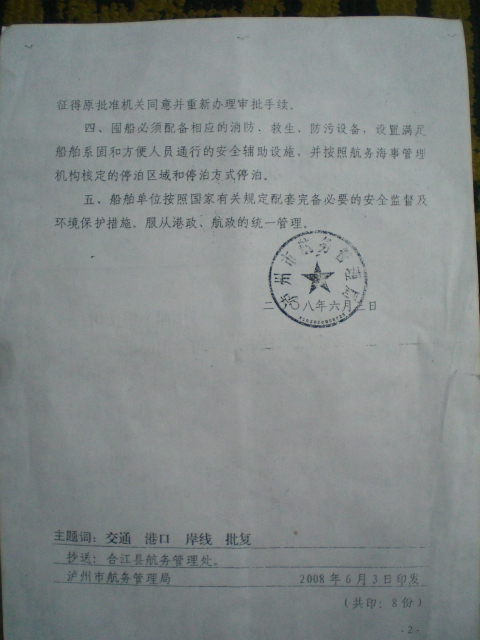 征得原批准机关同意并重新办理审批手续。
四、囤船必须配备相应的消防、救生、防污设备，设置满足
船舶系固和方便人员通行的安全辅助设施，并按照航务海事管理
机构核定的停泊区域和停泊方式停泊。
五、船舶单位按照国家有关规定配套完备必要的安全监督及
环境保护措施，服从港政、航政的统一管理。
泸州市航务管理局
二〇〇八年六月三日
主题词：交通 港口 岸线 批复
抄送：合江县航务管理处。
泸州市航务管理局 2008年6月3日印发
（共印：8份）
- 2 -